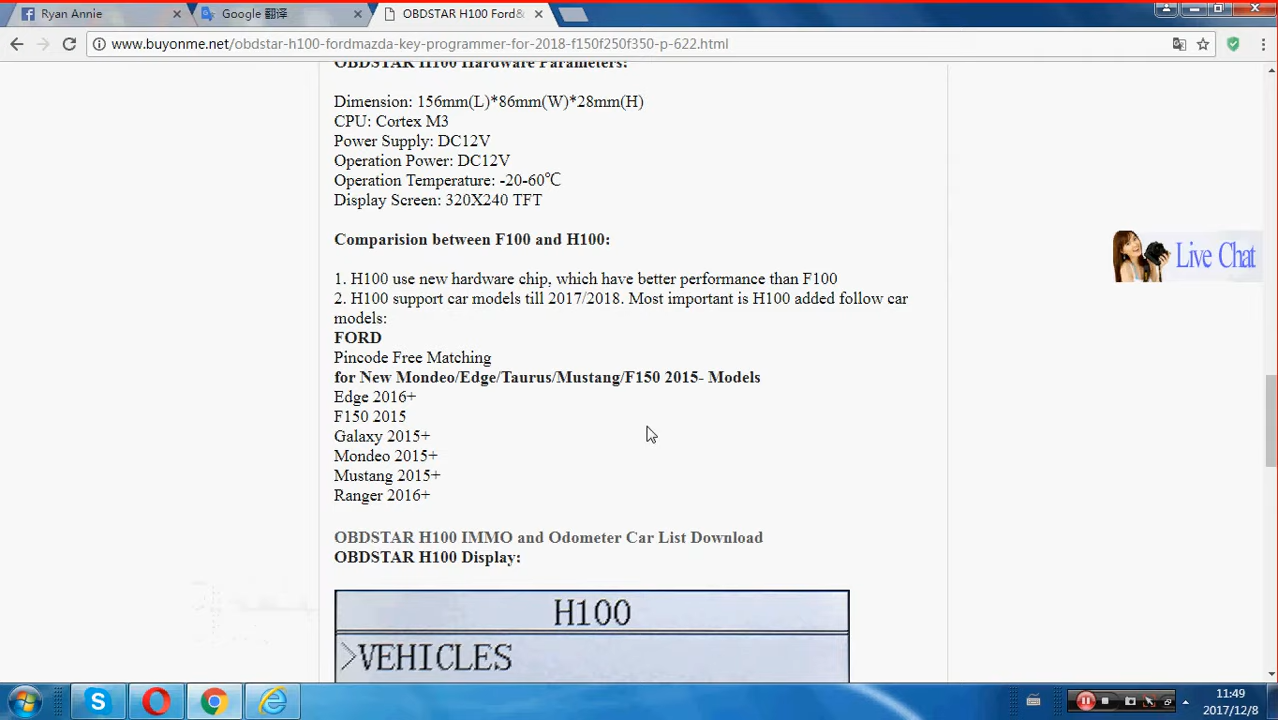 Ryan Annie
Google 翻译
OBDSTAR H100 Ford&
www.buyonme.net/obdstar-h100-fordmazda-key-programmer-for-2018-f150f250f350-p-622.html
OBDSTAR H100 Hardware Parameters:
Dimension: 156mm(L)*86mm(W)*28mm(H)
CPU: Cortex M3
Power Supply: DC12V
Operation Power: DC12V
Operation Temperature: -20-60℃
Display Screen: 320X240 TFT
Comparision between F100 and H100:
1. H100 use new hardware chip, which have better performance than F100
2. H100 support car models till 2017/2018. Most important is H100 added follow car
models:
FORD
Pincode Free Matching
for New Mondeo/Edge/Taurus/Mustang/F150 2015- Models
Edge 2016+
F150 2015
Galaxy 2015+
Mondeo 2015+
Mustang 2015+
Ranger 2016+
OBDSTAR H100 IMMO and Odometer Car List Download
OBDSTAR H100 Display:
H100
>VEHICLES
Live Chat
11:49
2017/12/8